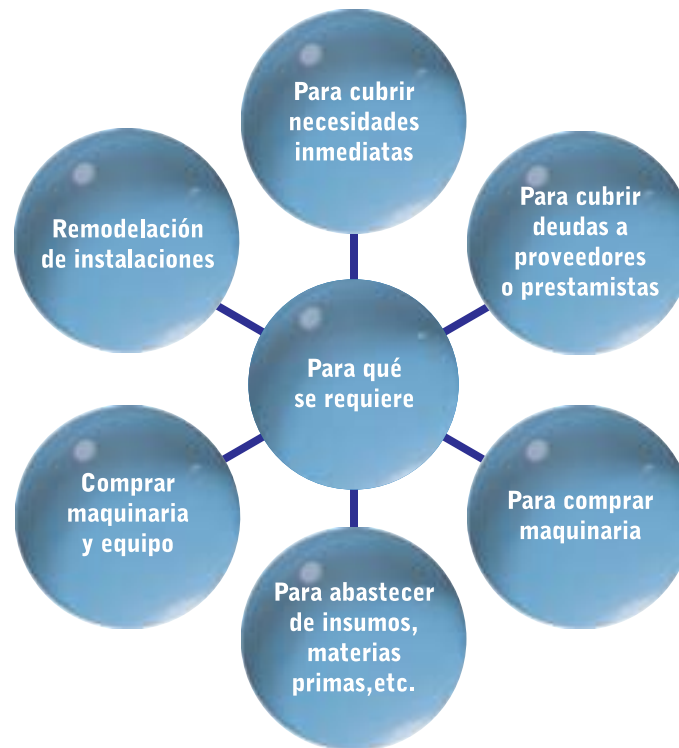 Para cubrir
necesidades
inmediatas
Para cubrir
deudas a
proveedores
o prestamistas
Remodelación
de instalaciones
Para qué
se requiere
Comprar
maquinaria
y equipo
Para comprar
maquinaria
Para abastecer
de insumos,
materias
primas,etc.